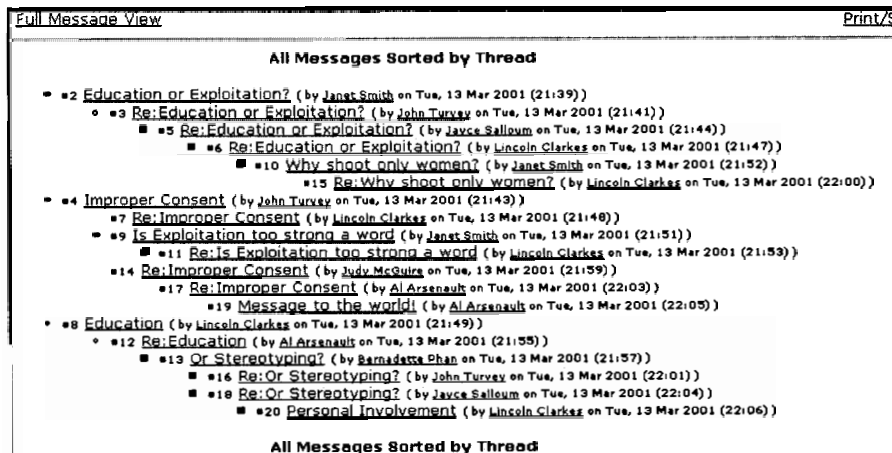 Full Message View Print/S
All Messages Sorted by Thread
#2 Education or Exploitation? (by Janet Smith on Tue, 13 Mar 2001 (21:39))
#3 Re:Education or Exploitation? (by John Turvey on Tue, 13 Mar 2001 (21:41))
#5 Re:Education or Exploitation? (by Jayce Salloum on Tue, 13 Mar 2001 (21:44))
#6 Re:Education or Exploitation? (by Lincoln Clarkes on Tue, 13 Mar 2001 (21:47))
#10 Why shoot only women? (by Janet Smith on Tue, 13 Mar 2001 (21:52))
#15 Re:Why shoot only women? (by Lincoln Clarkes on Tue, 13 Mar 2001 (22:00))
#4 Improper Consent (by John Turvey on Tue, 13 Mar 2001 (21:43))
#7 Re:Improper Consent (by Lincoln Clarkes on Tue, 13 Mar 2001 (21:48))
#9 Is Exploitation too strong a word (by Janet Smith on Tue, 13 Mar 2001 (21:51))
#11 Re:Is Exploitation too strong a word (by Lincoln Clarkes on Tue, 13 Mar 2001 (21:53))
#14 Re:Improper Consent (by Judy McGuire on Tue, 13 Mar 2001 (21:59))
#17 Re:Improper Consent (by Al Arsenault on Tue, 13 Mar 2001 (22:03))
#19 Message to the world! (by Al Arsenault on Tue, 13 Mar 2001 (22:05))
#8 Education (by Lincoln Clarkes on Tue, 13 Mar 2001 (21:49))
#12 Re:Education (by Al Arsenault on Tue, 13 Mar 2001 (21:55))
#13 Or Stereotyping? (by Bernadette Phan on Tue, 13 Mar 2001 (21:57))
#16 Re:Or Stereotyping? (by John Turvey on Tue, 13 Mar 2001 (22:01))
#18 Re:Or Stereotyping? (by Jayce Salloum on Tue, 13 Mar 2001 (22:04))
#20 Personal Involvement (by Lincoln Clarkes on Tue, 13 Mar 2001 (22:06))
All Messages Sorted by Thread